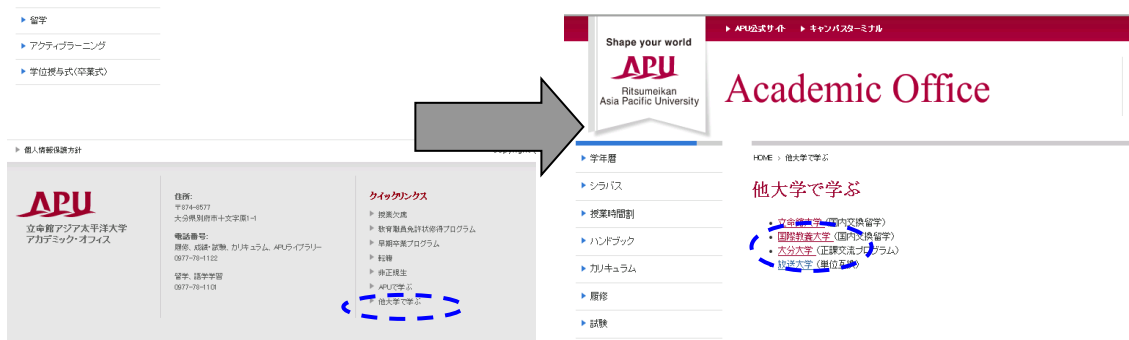 留学
アクティブラーニング
学位授与式(卒業式)
個人情報保護方針
APU
立命館アジア太平洋大学
アカデミック・オフィス
住所:
〒874-8577
大分県別府市十文字原1-1
電話番号:
履修、成績・試験、カリキュラム、APUライブラリー
0977-78-1122
留学、語学学習
0977-78-1101
クイックリンクス
授業欠席
教育職員免許状修得プログラム
早期卒業プログラム
転籍
非正規生
APUで学ぶ
他大学で学ぶ
Shape your world
APU
Ritsumeikan
Asia Pacific University
APU公式サイト
キャンパスターミナル
Academic Office
学年暦
シラバス
授業時間割
ハンドブック
カリキュラム
履修
試験
HOME > 他大学で学ぶ
他大学で学ぶ
立命館大学 (国内交換留学)
国際教養大学 (国内交換留学)
大分大学 (正課交流プログラム)
放送大学 (単位互換)